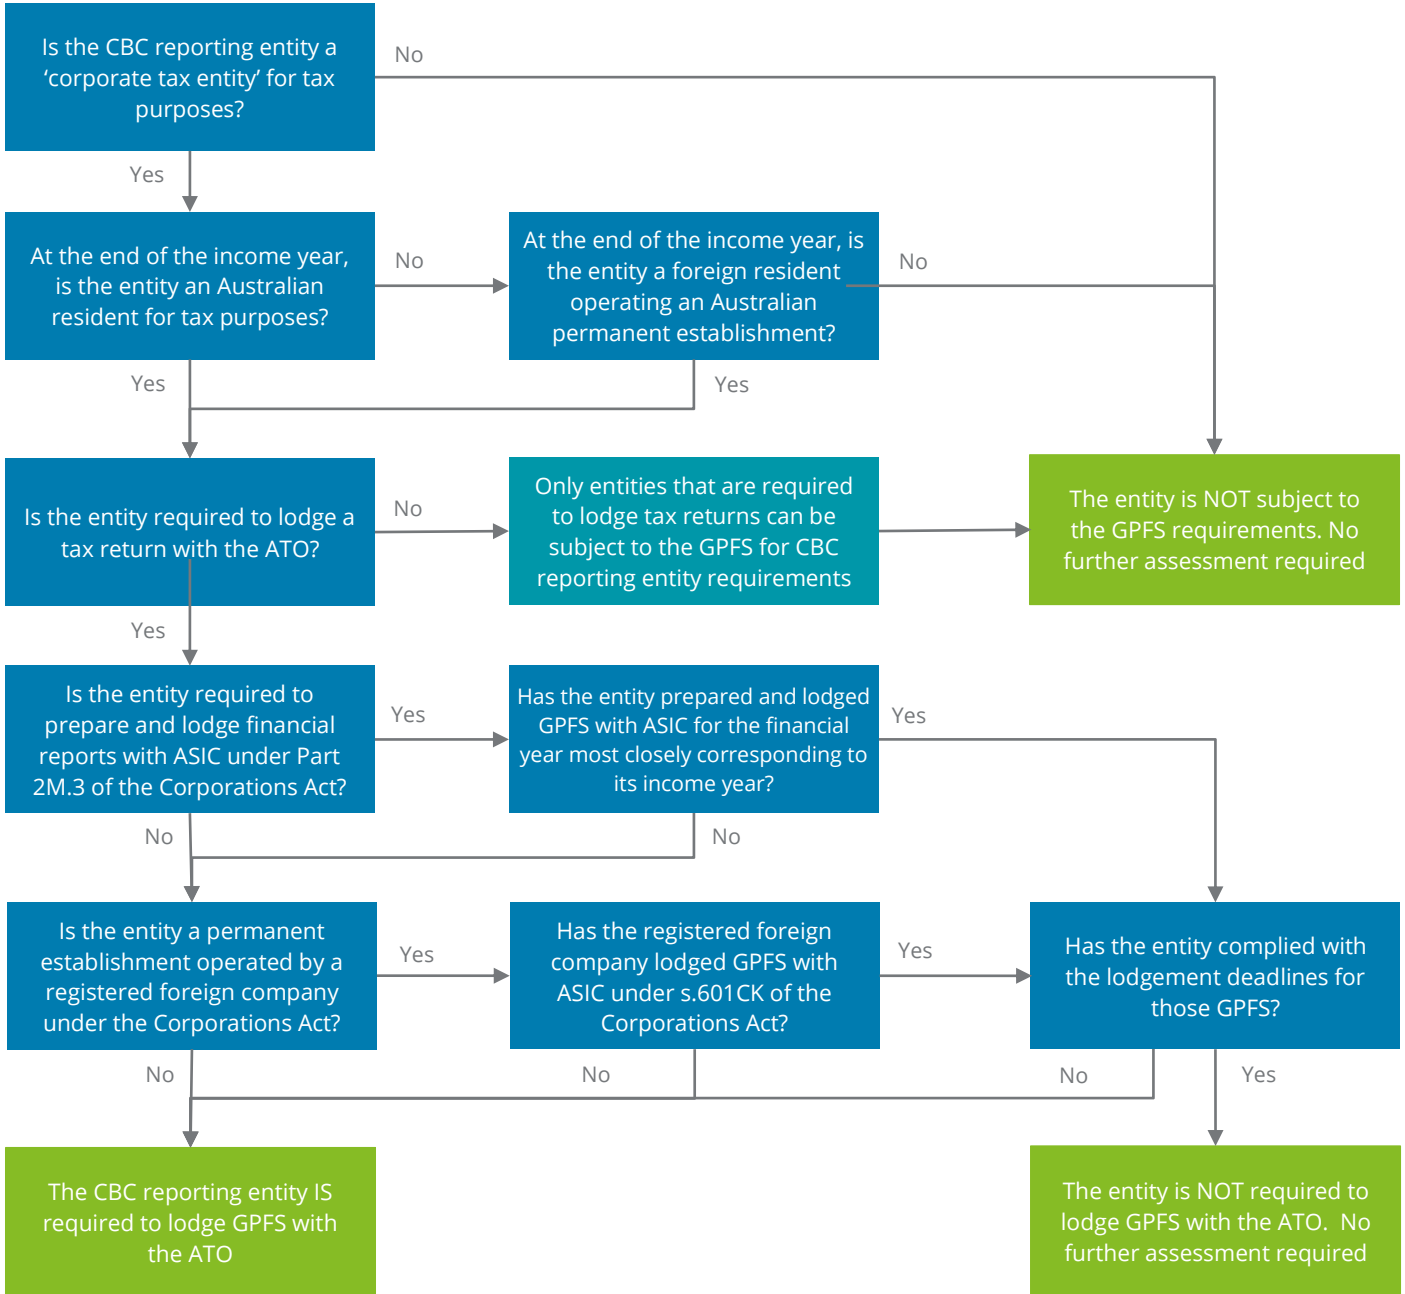 Is the CBC reporting entity a
‘corporate tax entity’ for tax
purposes?
No
Yes
At the end of the income year,
is the entity an Australian
resident for tax purposes?
No
At the end of the income year, is
the entity a foreign resident
operating an Australian
permanent establishment?
No
Yes
Yes
Is the entity required to lodge a
tax return with the ATO?
No
Only entities that are required
to lodge tax returns can be
subject to the GPFS for CBC
reporting entity requirements
The entity is NOT subject to
the GPFS requirements. No
further assessment required
Yes
Is the entity required to
prepare and lodge financial
reports with ASIC under Part
2M.3 of the Corporations Act?
Yes
Has the entity prepared and lodged
GPFS with ASIC for the financial
year most closely corresponding to
its income year?
Yes
No
No
Is the entity a permanent
establishment operated by a
registered foreign company
under the Corporations Act?
Yes
Has the registered foreign
company lodged GPFS with
ASIC under s.601CK of the
Corporations Act?
Yes
Has the entity complied with
the lodgement deadlines for
those GPFS?
No
No
No
Yes
The CBC reporting entity IS
required to lodge GPFS with
the ATO
The entity is NOT required to
lodge GPFS with the ATO.  No
further assessment required